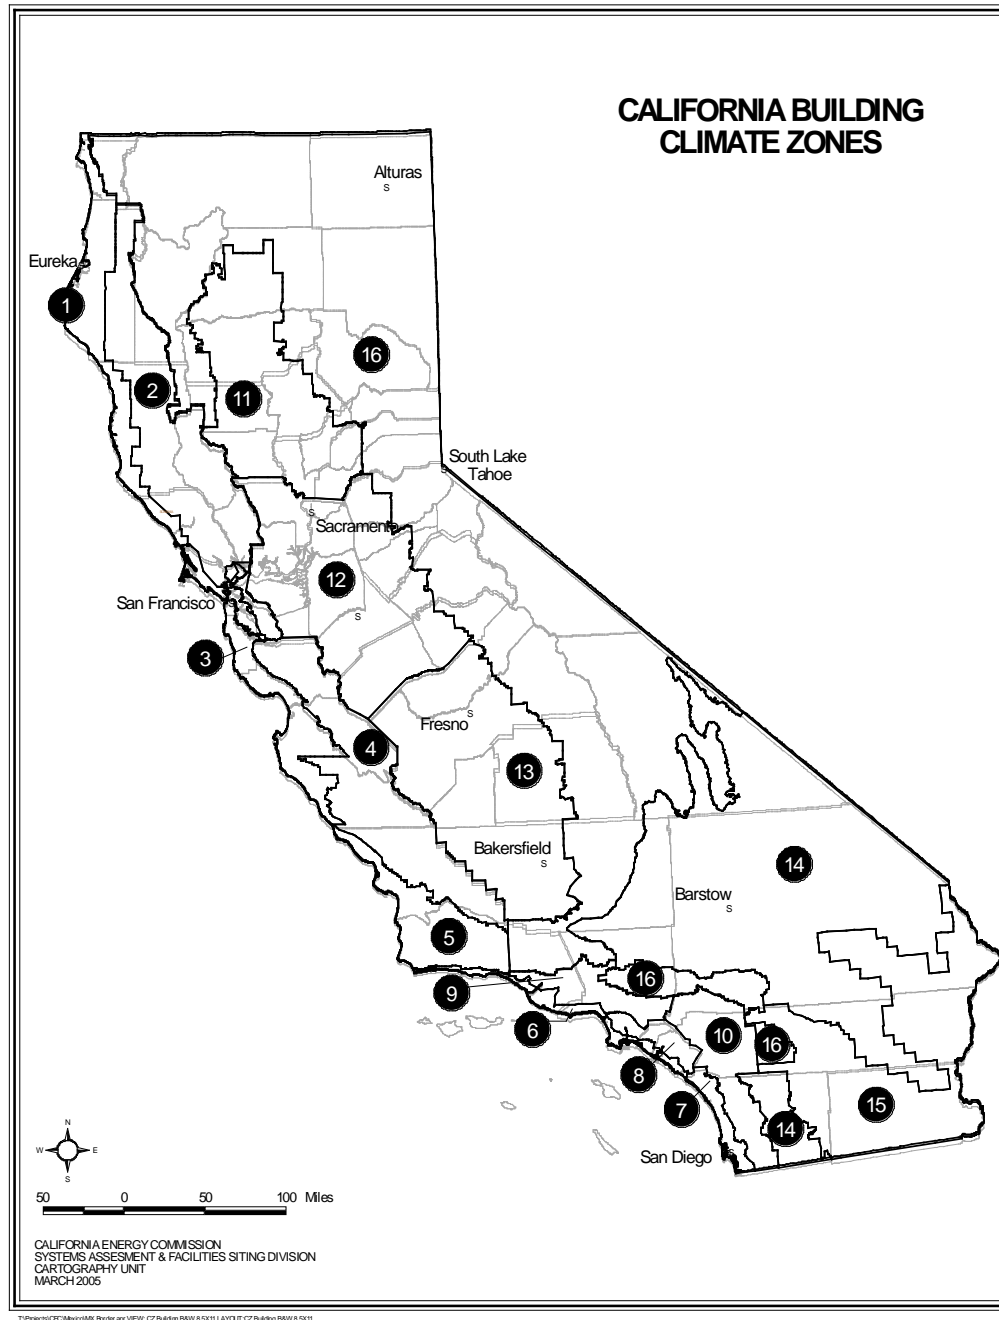 CALIFORNIA BUILDING
CLIMATE ZONES
Alturas
S
Eureka
1
16
2
11
South Lake
Tahoe
S
Sacramento
12
San Francisco
S
S
3
Fresno
S
4
13
Bakersfield
S
14
Barstow
S
5
16
9
6
10
16
8
7
15
14
San Diego
S
N
W
E
S
50
0
50
100 Miles
CALIFORNIA ENERGY COMMISSION
SYSTEMS ASSESMENT & FACILITIES SITING DIVISION
CARTOGRAPHY UNIT
MARCH 2005